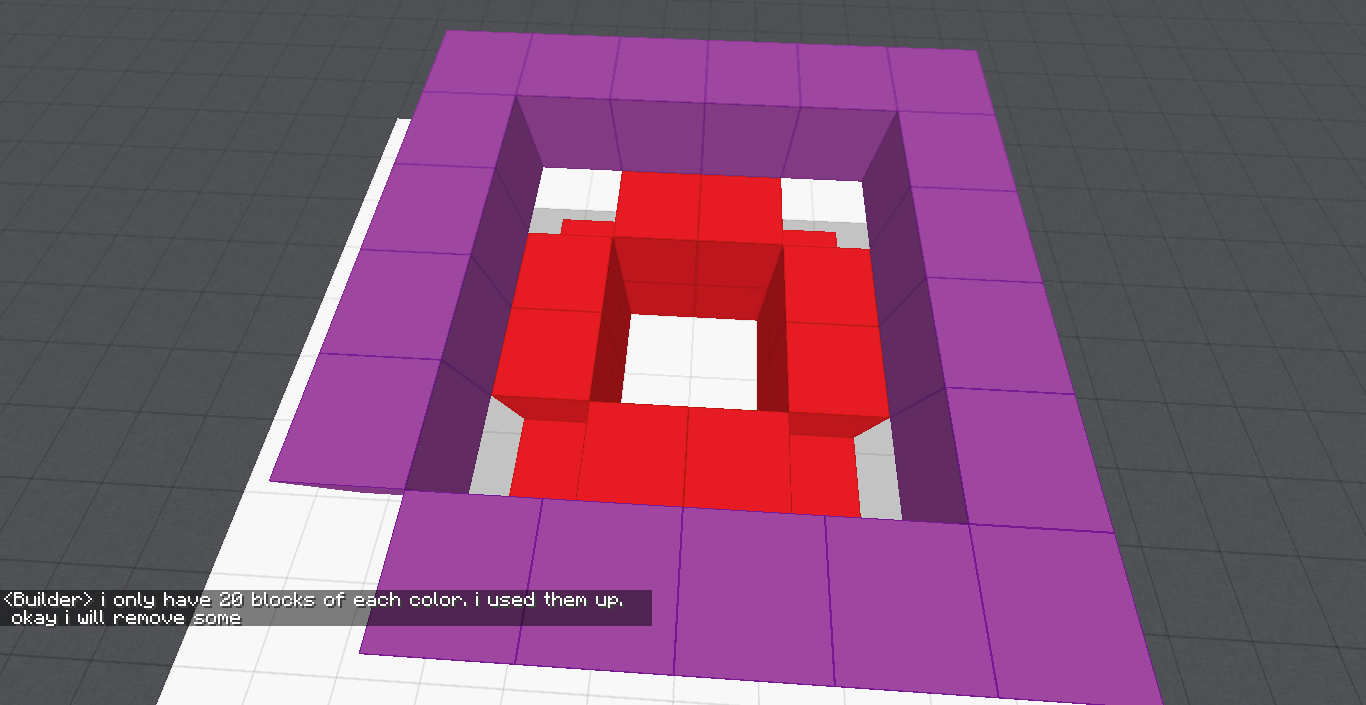 <Builder> i only have 20 blocks of each color. i used them up.
okay i will remove some